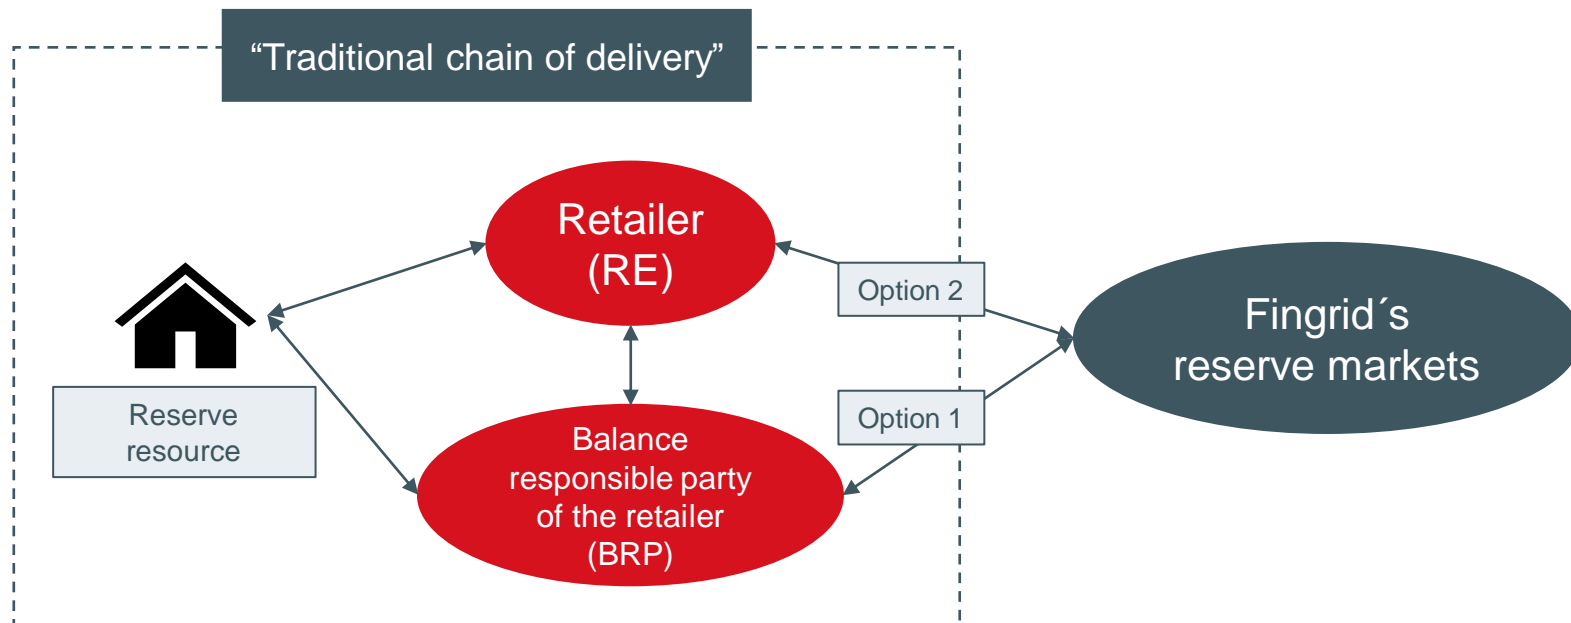 “Traditional chain of delivery”
Retailer
(RE)
Option 2
Fingrid´s
reserve markets
Reserve
resource
Option 1
Balance
responsible party
of the retailer
(BRP)